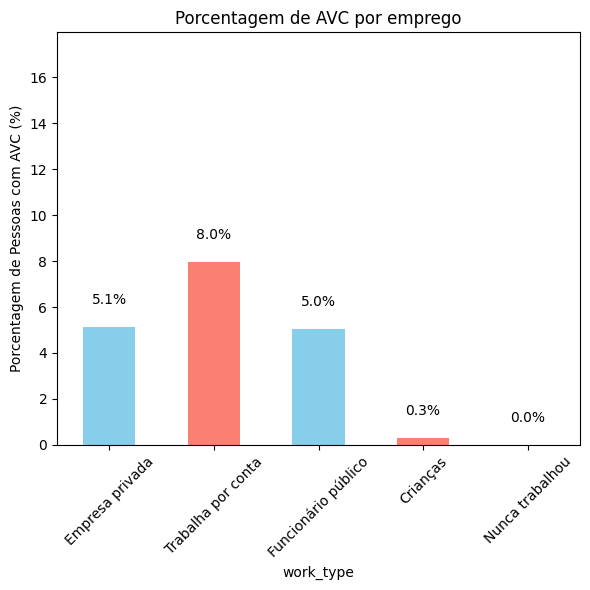 Porcentagem de AVC por emprego
Porcentagem de Pessoas com AVC (%)
16
14
12
10
8
6
4
2
0
5.1%
8.0%
5.0%
0.3%
0.0%
Empresa privada
Trabalha por conta
Funcionário público
Crianças
Nunca trabalhou
work_type